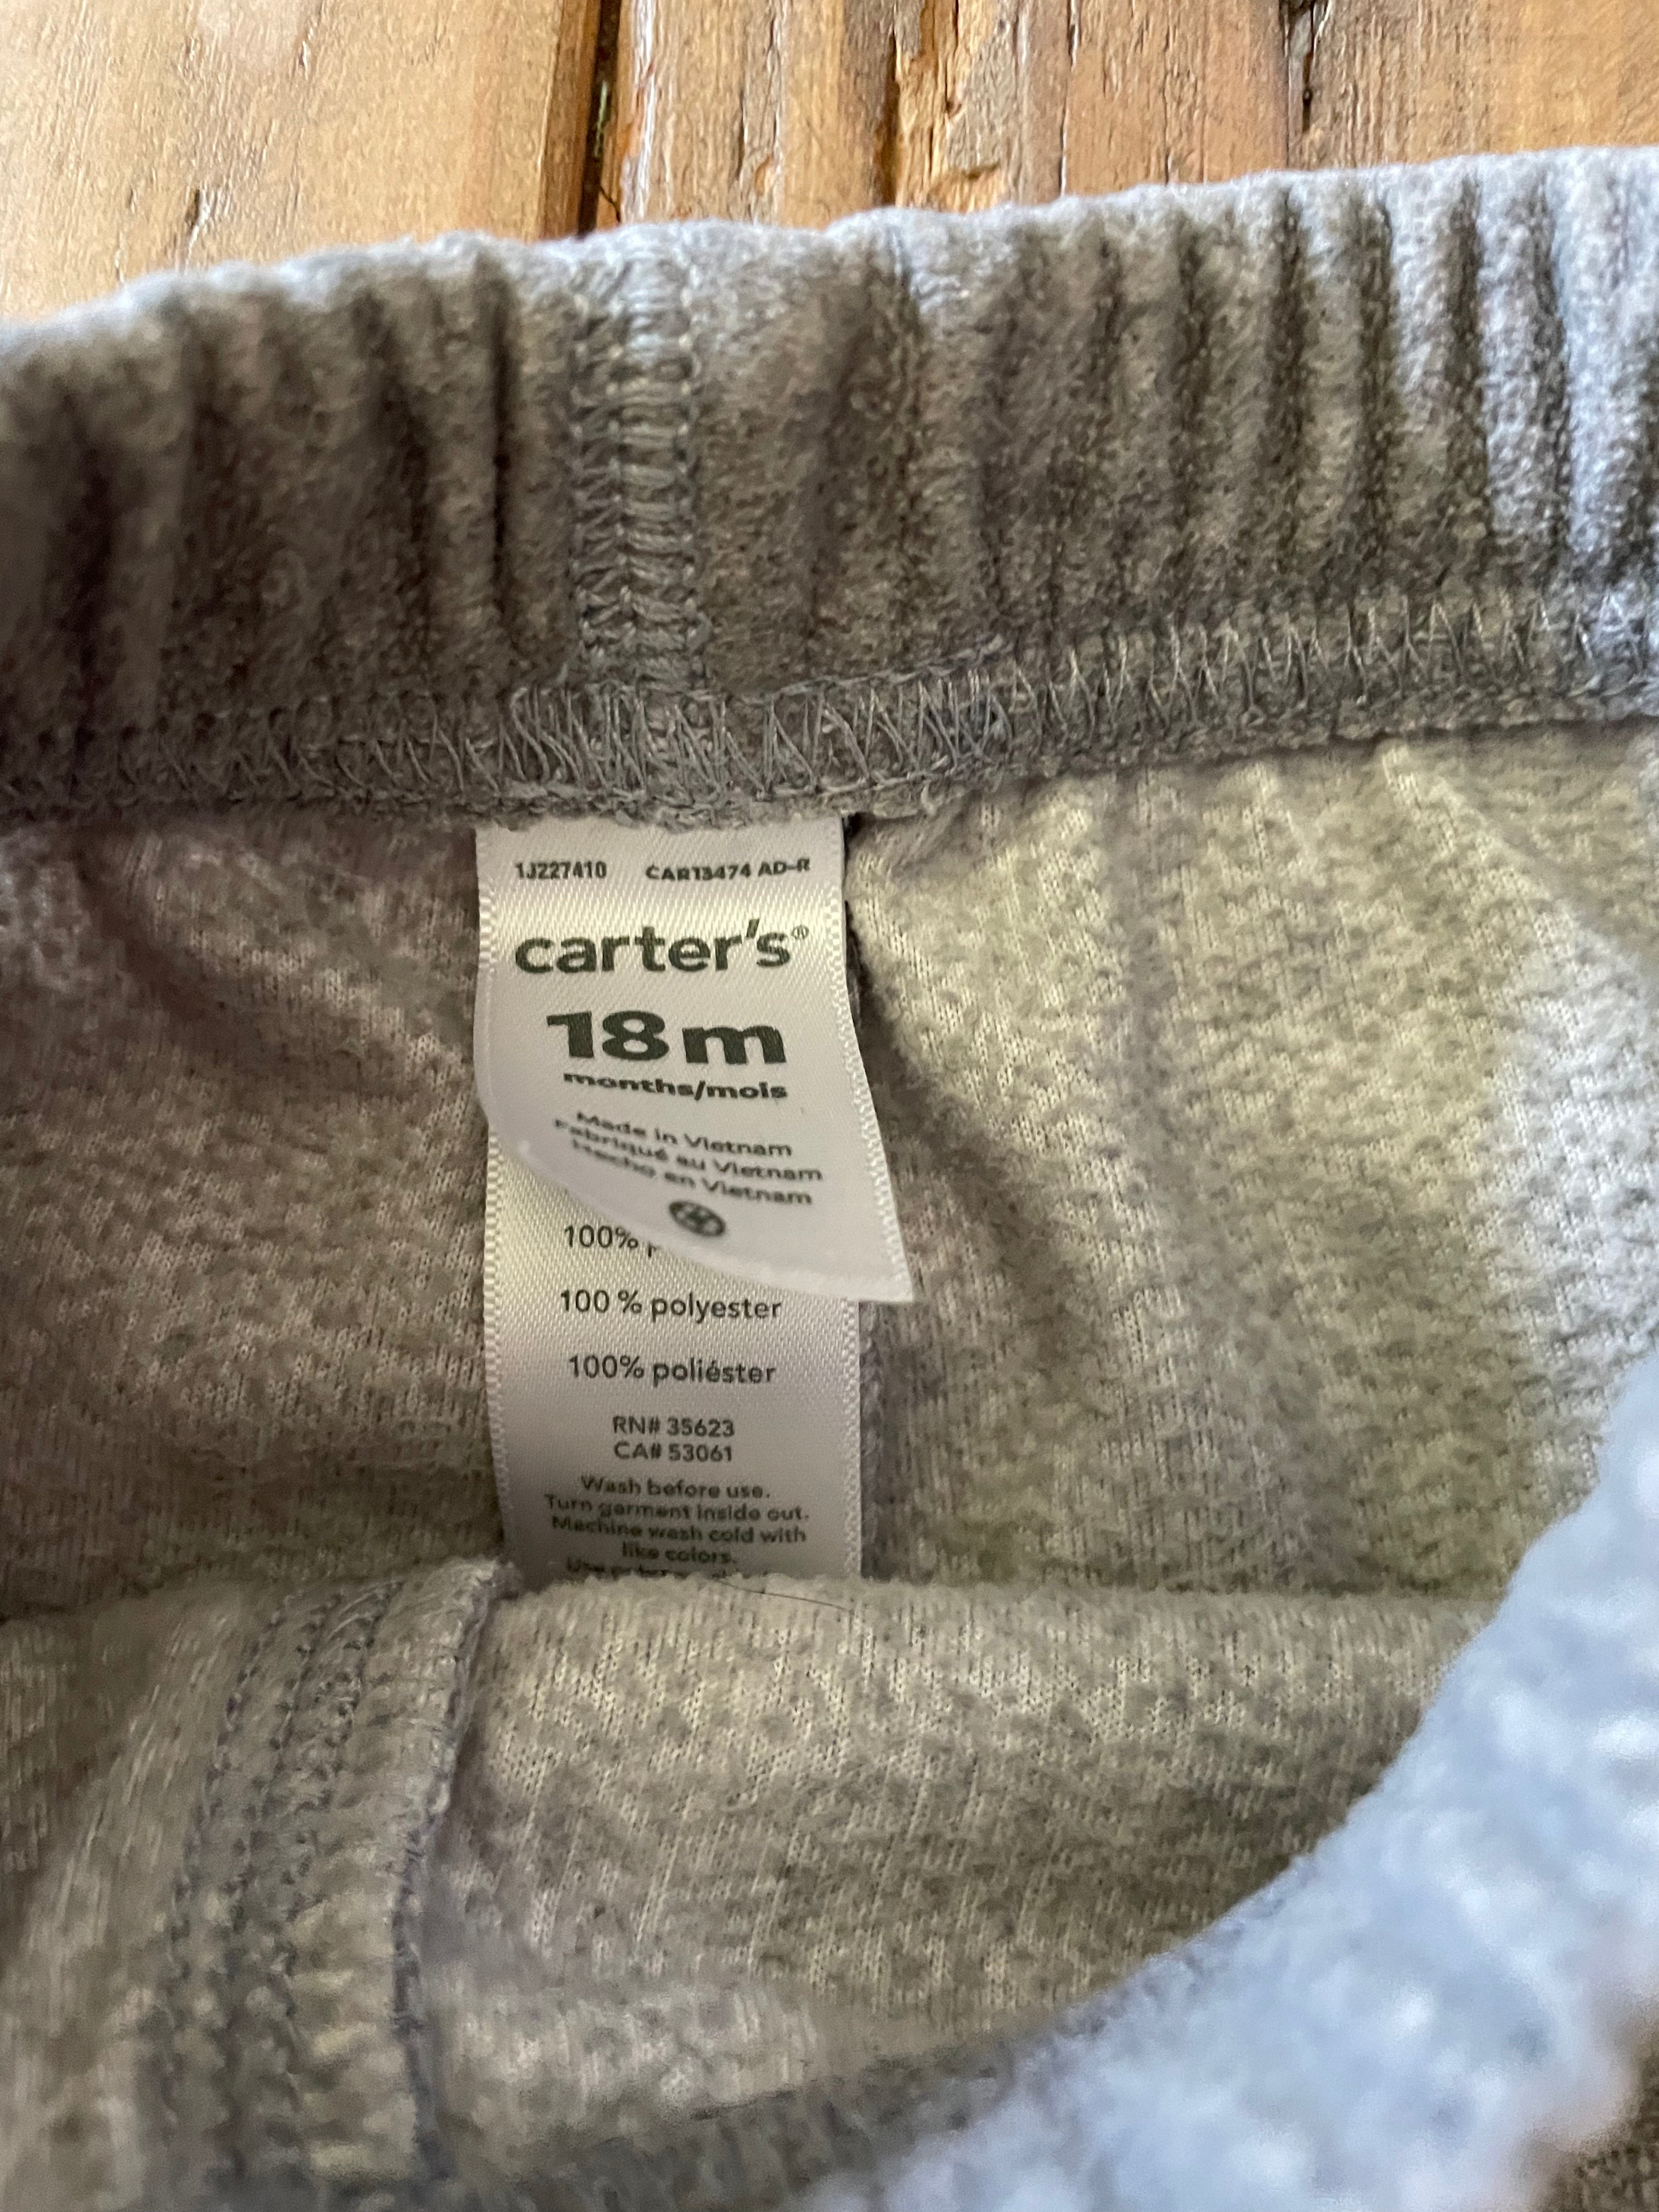 1JZ27410 CAR13474 AD-R
carter's®
18m
months/mois
Made in Vietnam
Fabriqué au Vietnam
Hecho en Vietnam
100%
100 % polyester
100% poliéster
RN# 35623
CA# 53061
Wash before use.
Turn garment inside out.
Machine wash cold with
like colors.